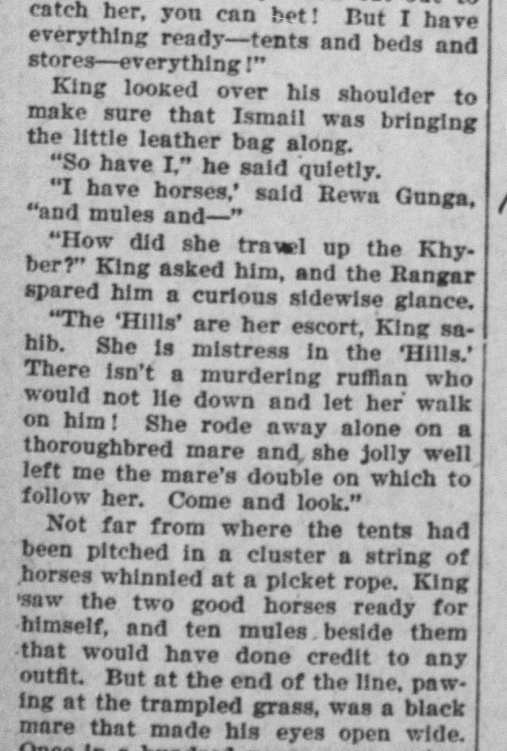 catch her, you can bet! But I have
everything ready—tents and beds and
stores—everything!"
King looked over his shoulder to
make sure that Ismail was bringing
the little leather bag along.
"So have I," he said quietly.
"I have horses,' said Rewa Gunga,
"and mules and—"
"How did she travel up the Khy-
ber?" King asked him, and the Rangar
spared him a curious sidewise glance.
"The 'Hills' are her escort, King sa-
hib. She is mistress in the 'Hills.'
There isn't a murdering ruffian who
would not lie down and let her walk
on him! She rode away alone on a
thoroughbred mare and she jolly well
left me the mare's double on which to
follow her. Come and look."
Not far from where the tents had
been pitched in a cluster a string of
horses whinnied at a picket rope. King
saw the two good horses ready for
himself, and ten mules beside them
that would have done credit to any
outfit. But at the end of the line, paw-
ing at the trampled grass, was a black
mare that made his eyes open wide.
Once in a hundred